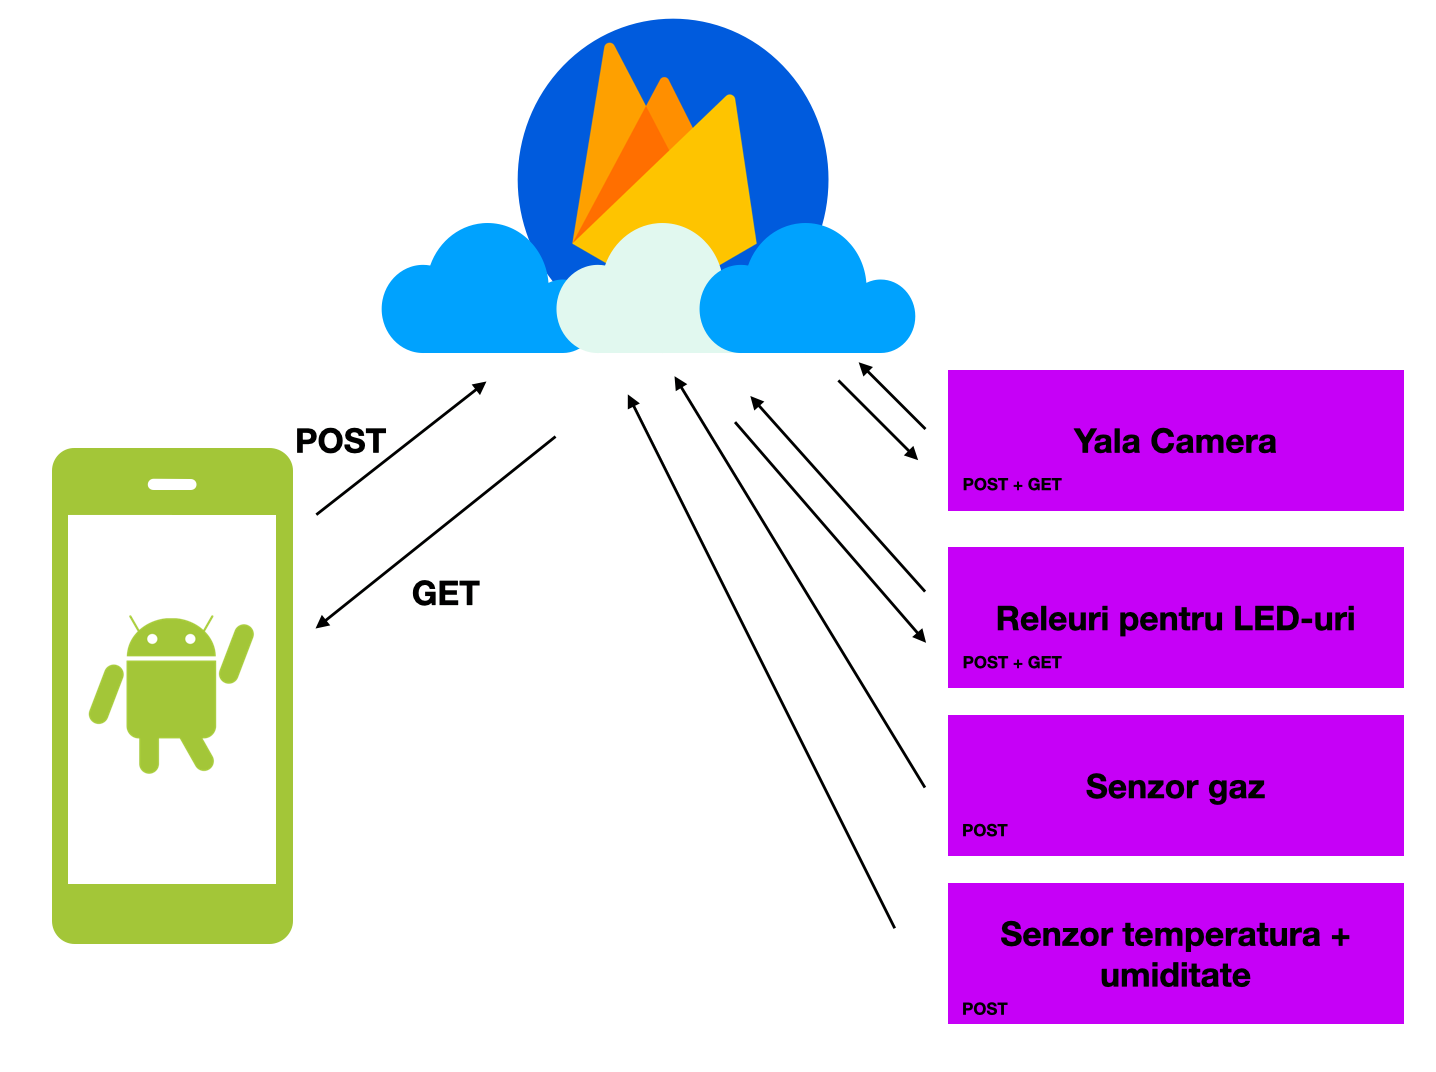 POST
GET
Yala Camera
POST + GET
Releuri pentru LED-uri
POST + GET
Senzor gaz
POST
Senzor temperatura +
umiditate
POST